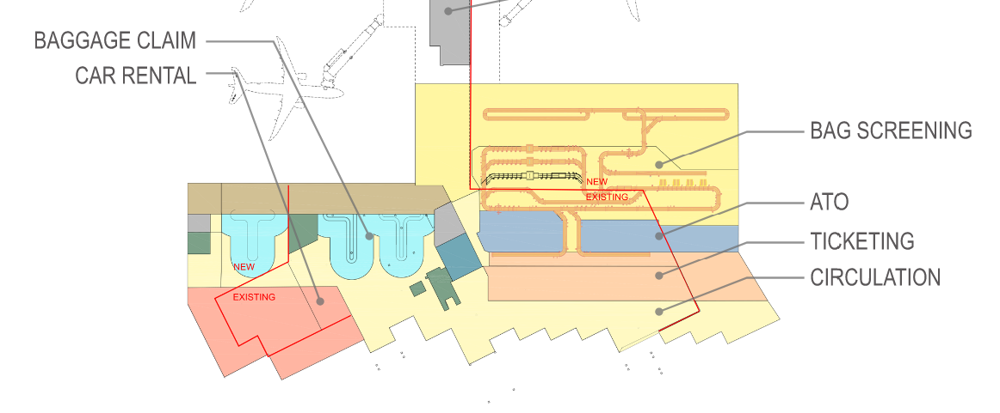 BAGGAGE CLAIM
CAR RENTAL
BAG SCREENING
NEW
EXISTING
ATO
TICKETING
NEW
CIRCULATION
EXISTING